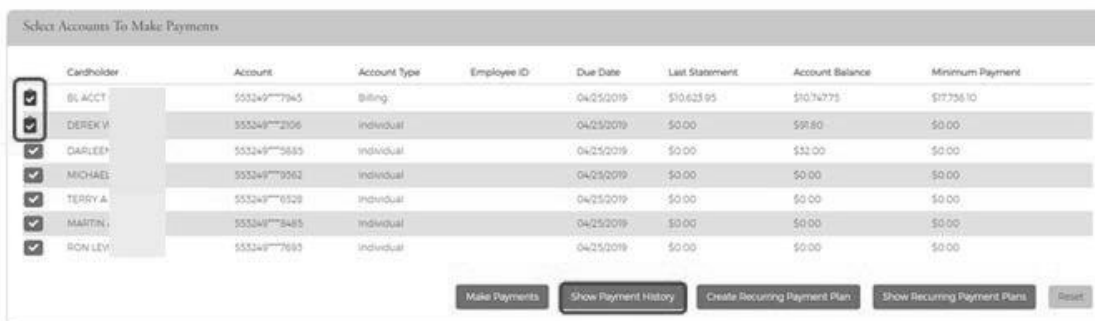 Select Accounts To Make Payments
Cardholder Account Account Type Employee ID Due Date Last Statement Account Balance Minimum Payment
BL ACCT 553249***7945 Billing 04/25/2019 $10,623.95 $10,747.75 $17,736.10
DEREK W 553249***2106 Individual 04/25/2019 $0.00 $91.80 $0.00
DARLEEN 553249***5685 Individual 04/25/2019 $0.00 $32.00 $0.00
MICHAEL 553249***9362 Individual 04/25/2019 $0.00 $0.00 $0.00
TERRY A 553249***6528 Individual 04/25/2019 $0.00 $0.00 $0.00
MARTIN 553249***8485 Individual 04/25/2019 $0.00 $0.00 $0.00
RON LEW 553249***7693 Individual 04/25/2019 $0.00 $0.00 $0.00
Make Payments Show Payment History Create Recurring Payment Plan Show Recurring Payment Plans Reset